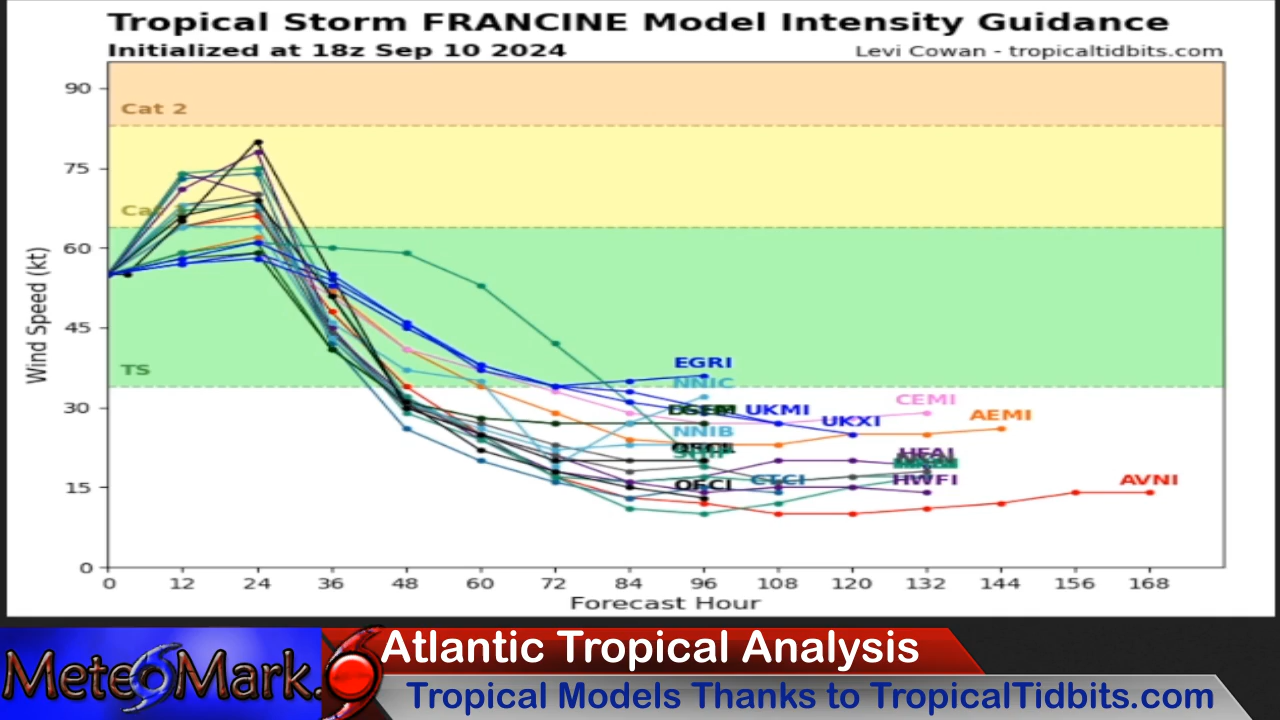 Tropical Storm FRANCINE Model Intensity Guidance
Initialized at 18z Sep 10 2024
Levi Cowan - tropicaltidbits.com
90
Cat 2
75
60
Wind Speed (kt)
45
TS
EGRI
NNIC
30
CEMI
UKMI
AEMI
UKXI
NNIB
HFAI
15
OFCI
CTCI
HWFI
AVNI
0
0 12 24 36 48 60 72 84 96 108 120 132 144 156 168
Forecast Hour
MeteoMark.
Atlantic Tropical Analysis
Tropical Models Thanks to TropicalTidbits.com